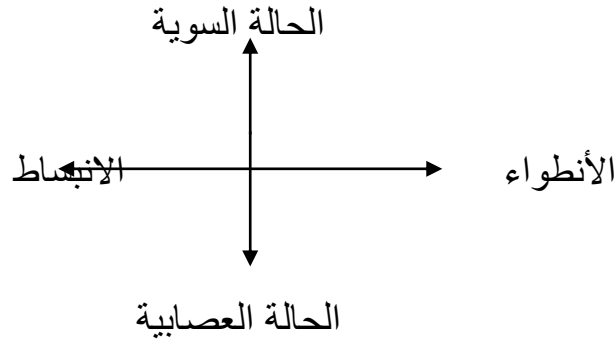 الحالة السوية
الأنطواء
الانبساط
الحالة العصابية